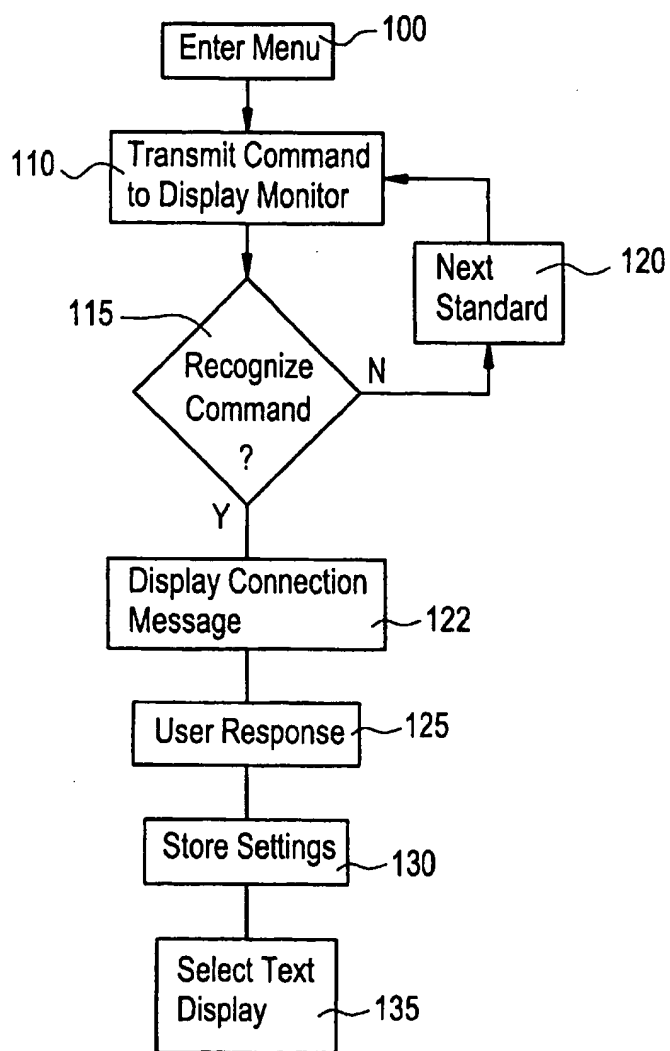 Enter Menu
100
110
Transmit Command
to Display Monitor
Next
Standard
120
115
Recognize
Command
?
N
Y
Display Connection
Message
122
User Response
125
Store Settings
130
Select Text
Display
135